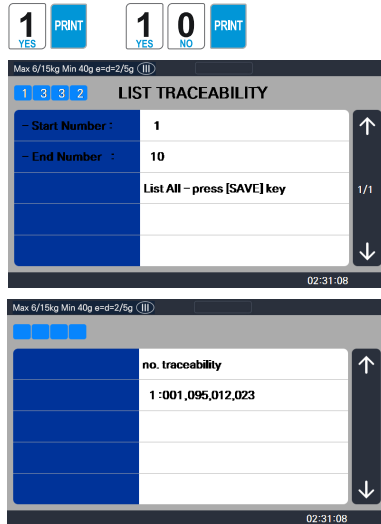 1 YES PRINT 1 YES 0 NO PRINT
Max 6/15kg Min 40g e=d=2/5g III
1 3 3 2 LIST TRACEABILITY
- Start Number : 1
- End Number : 10
List All - press [SAVE] key
1/1
02:31:08
Max 6/15kg Min 40g e=d=2/5g III
no. traceability
1 :001,095,012,023
02:31:08